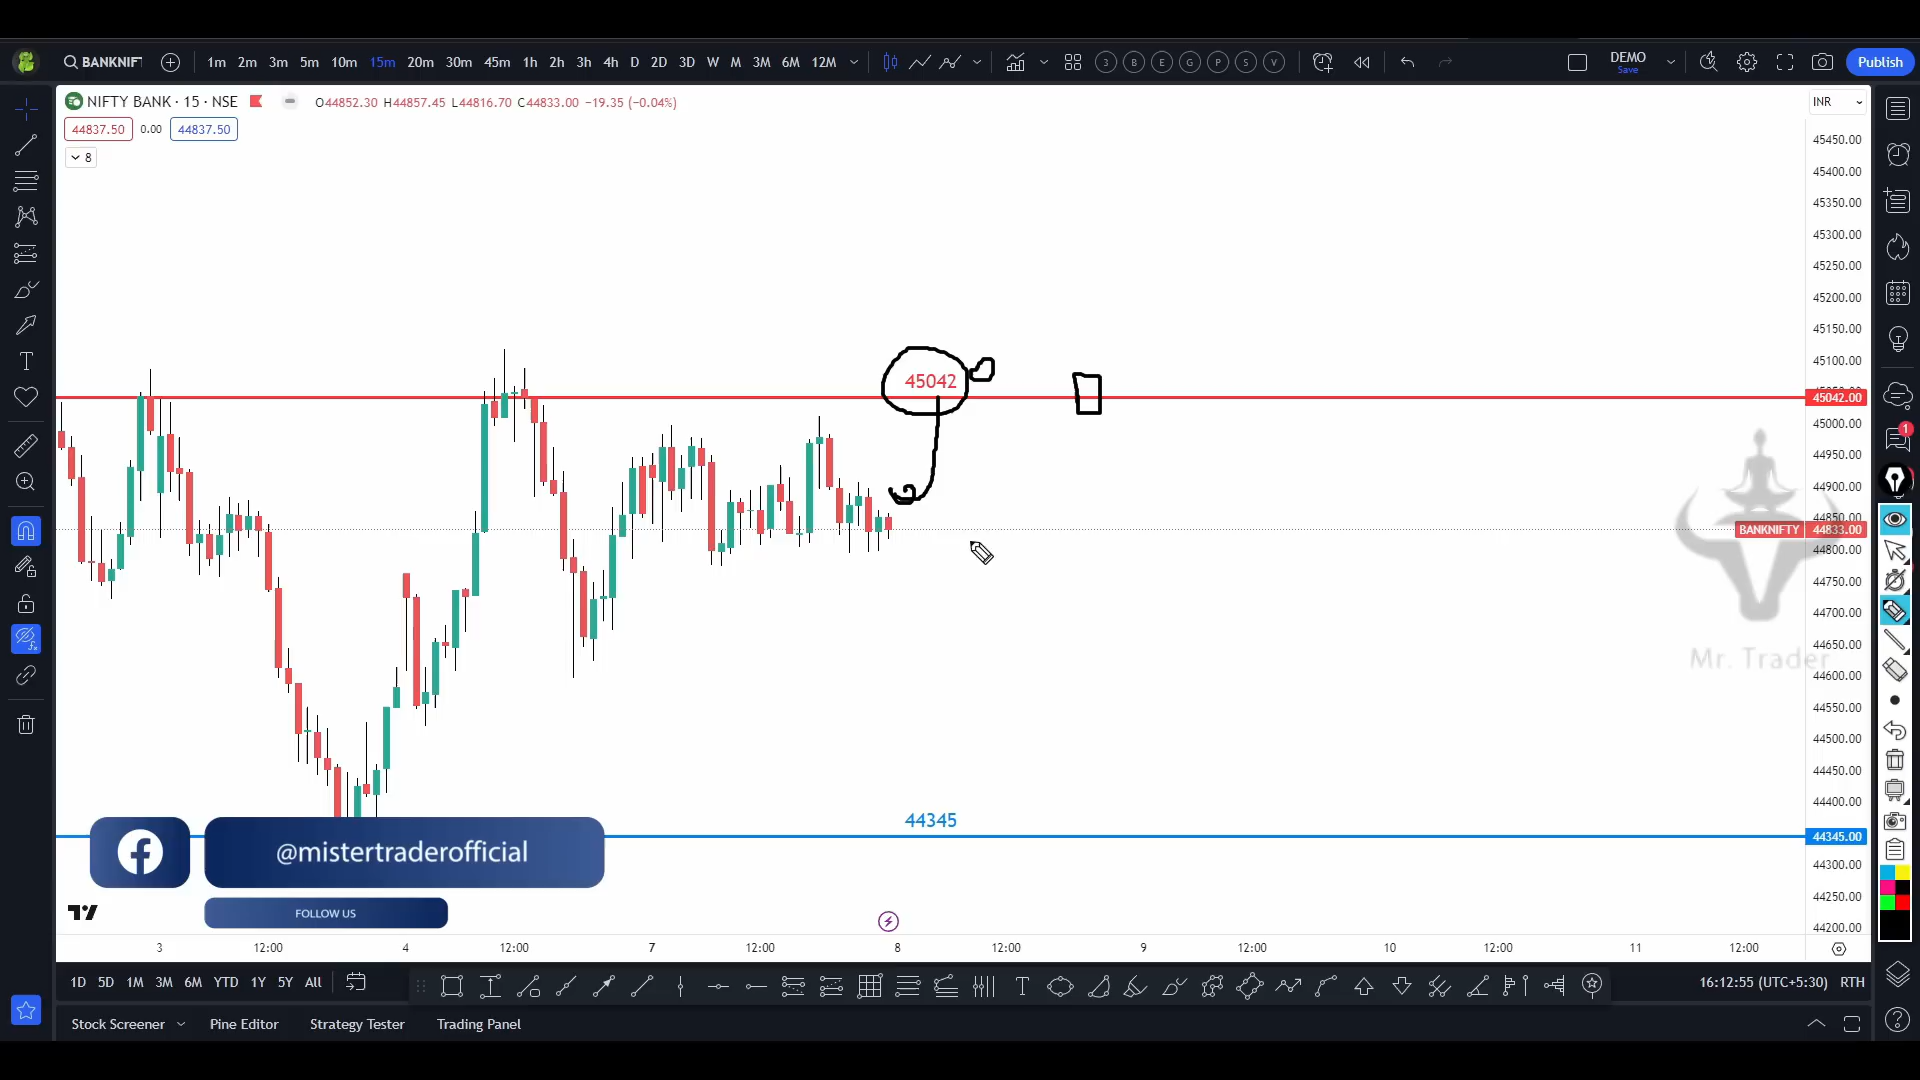 BANKNIFT 1m 2m 3m 5m 10m 15m 20m 30m 45m 1h 2h 3h 4h D 2D 3D W M 3M 6M 12M 3 B E G P S V DEMO Publish
Save
NIFTY BANK · 15 · NSE O44852.30 H44857.45 L44816.70 C44833.00 −19.35 (−0.04%) INR
44837.50 0.00 44837.50
8
45450.00
45400.00
45350.00
45300.00
45250.00
45200.00
45150.00
45100.00
45042
45042.00
45000.00
44950.00
44900.00
44850.00
BANKNIFTY 44833.00
44800.00
44750.00
44700.00
44650.00
Mr. Trader
44600.00
44550.00
44500.00
44450.00
44400.00
44345
44345.00
@mistertraderofficial
44300.00
44250.00
FOLLOW US
44200.00
3 12:00 4 12:00 7 12:00 8 12:00 9 12:00 10 12:00 11 12:00
1D 5D 1M 3M 6M YTD 1Y 5Y All 16:12:55 (UTC+5:30) RTH
Stock Screener Pine Editor Strategy Tester Trading Panel
1